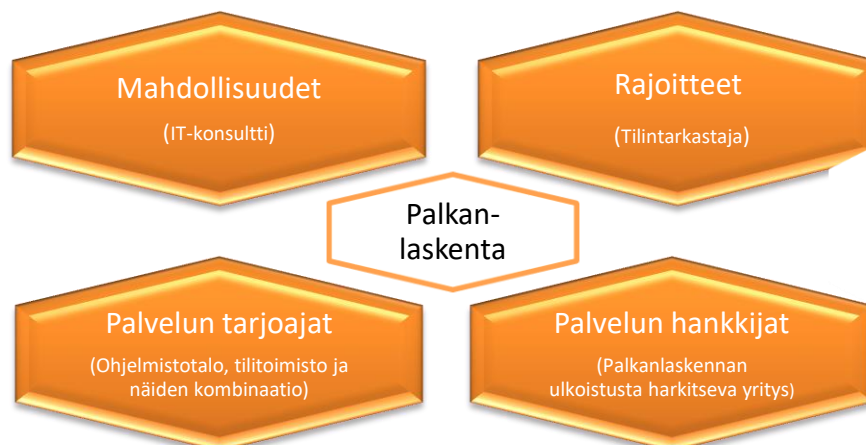 Mahdollisuudet
(IT-konsultti)
Rajoitteet
(Tilintarkastaja)
Palkan-
laskenta
Palvelun tarjoajat
(Ohjelmistotalo, tilitoimisto ja
näiden kombinaatio)
Palvelun hankkijat
(Palkanlaskennan
ulkoistusta harkitseva yritys)